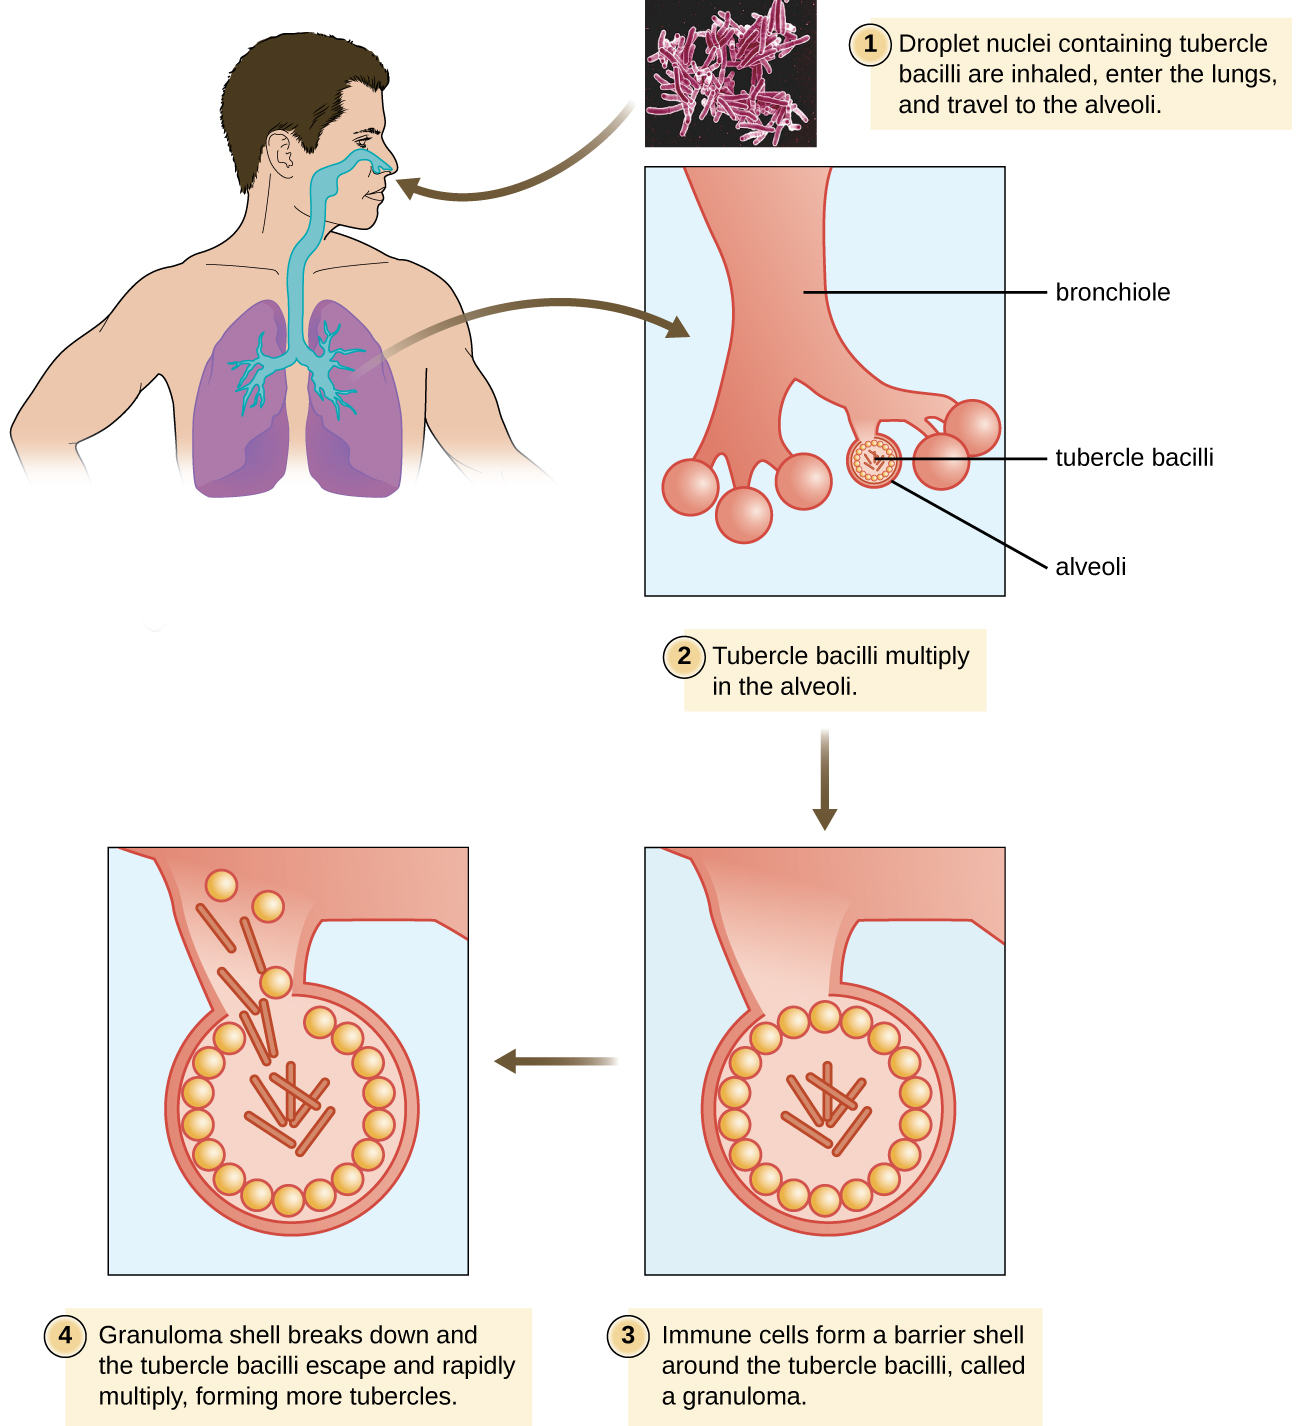 1 Droplet nuclei containing tubercle
bacilli are inhaled, enter the lungs,
and travel to the alveoli.
bronchiole
tubercle bacilli
alveoli
2 Tubercle bacilli multiply
in the alveoli.
3 Immune cells form a barrier shell
around the tubercle bacilli, called
a granuloma.
4 Granuloma shell breaks down and
the tubercle bacilli escape and rapidly
multiply, forming more tubercles.